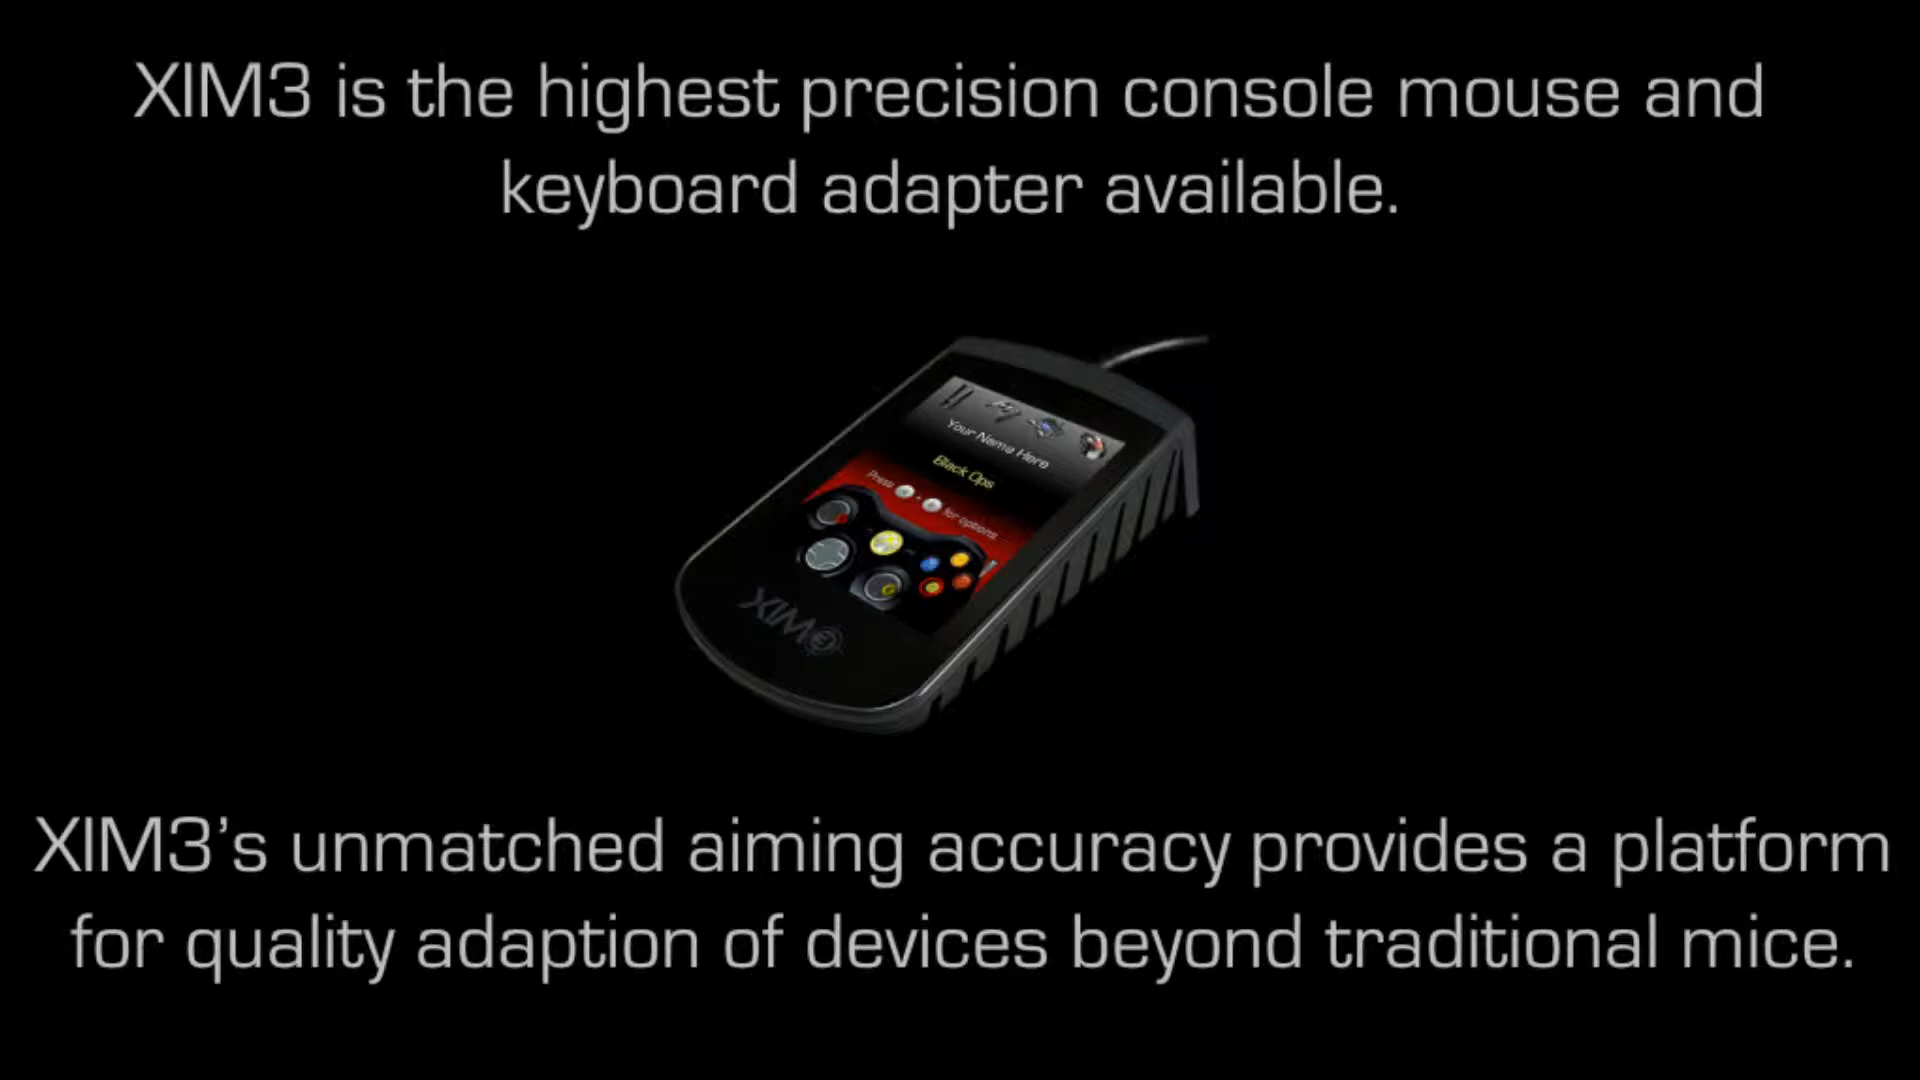 XIM3 is the highest precision console mouse and
keyboard adapter available.
Your Name Here
Black Ops
Press + for options
XIM3
XIM3's unmatched aiming accuracy provides a platform
for quality adaption of devices beyond traditional mice.